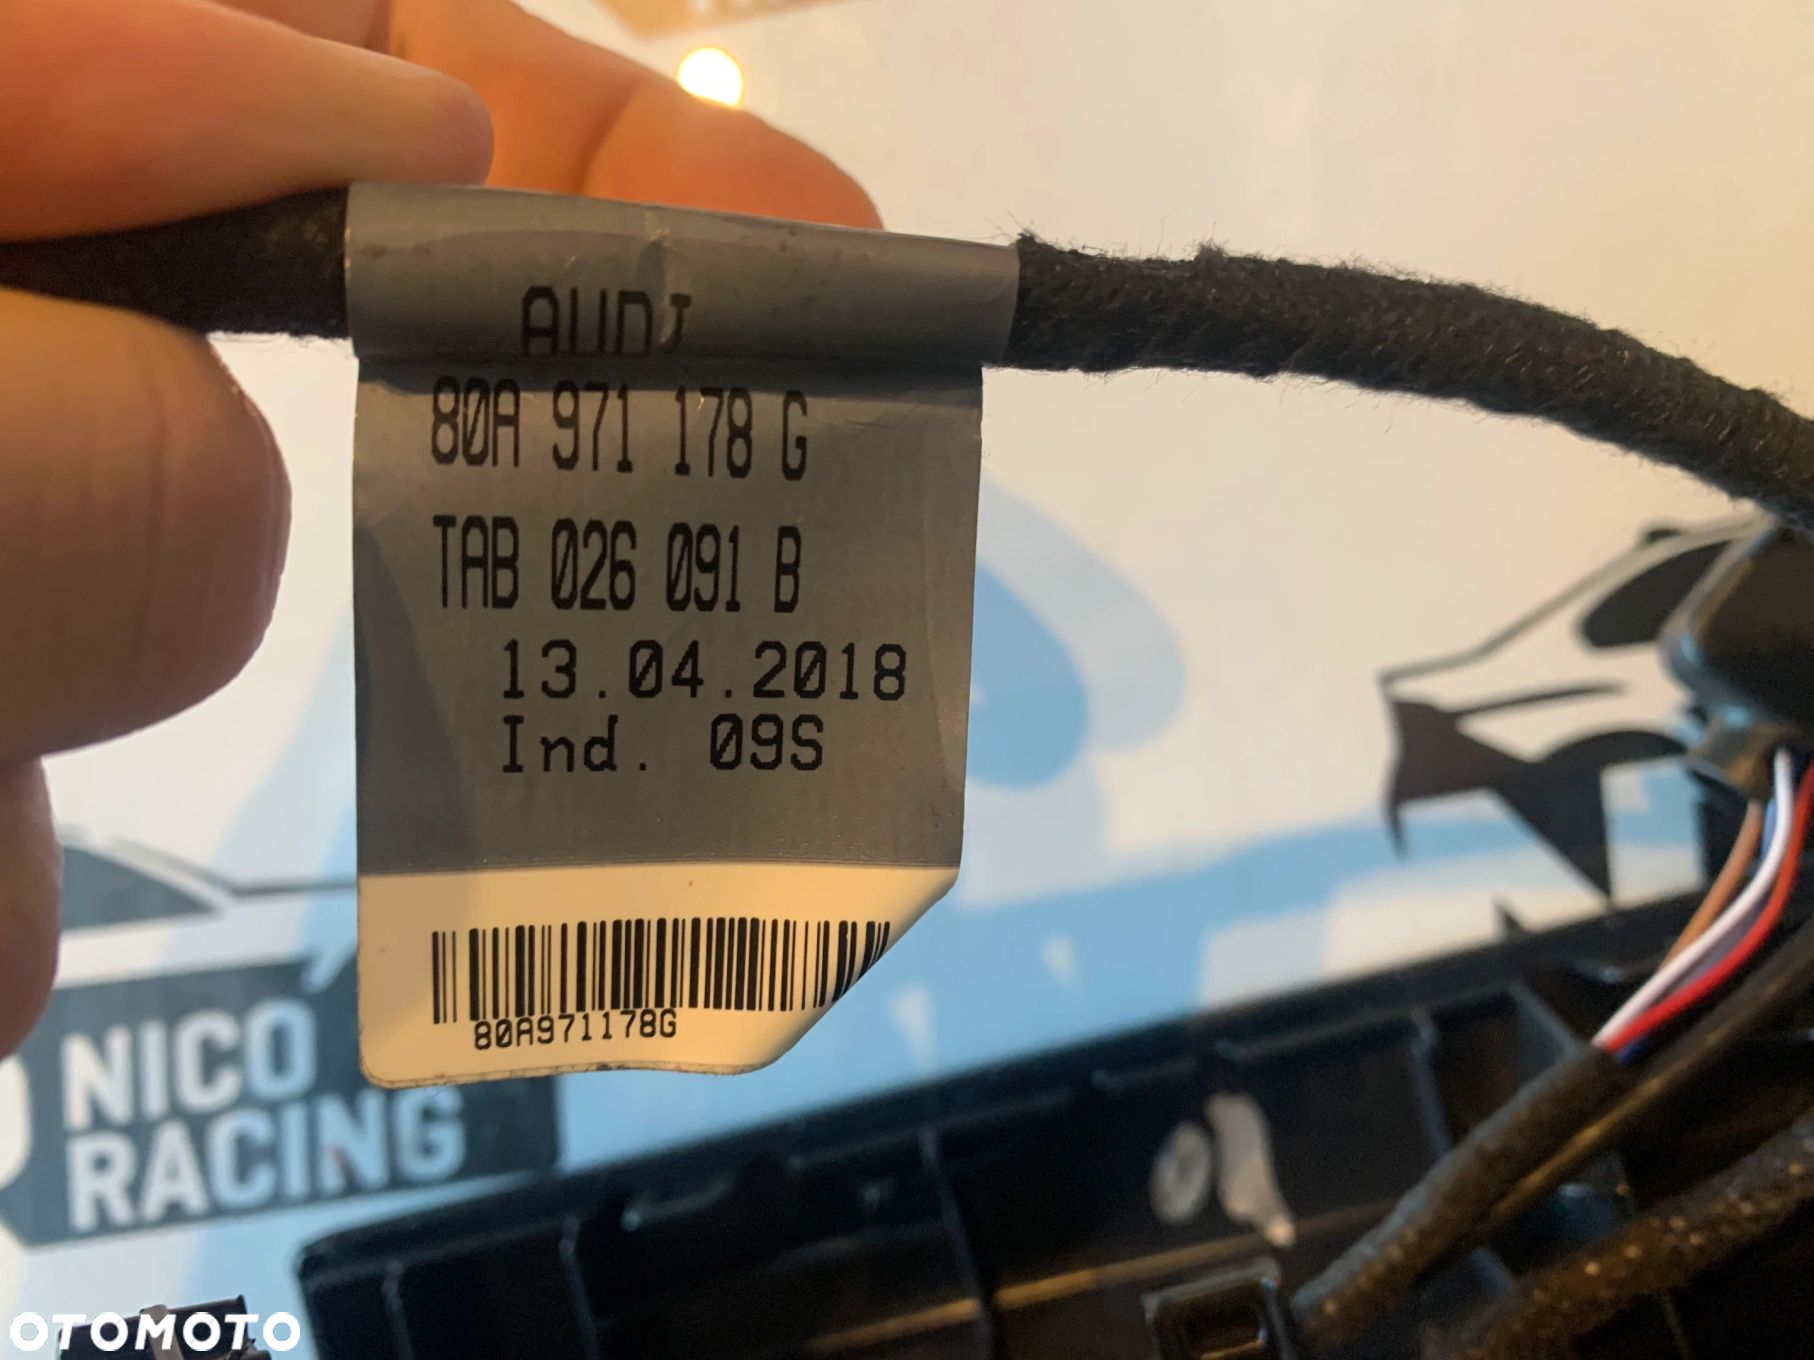 AUDI
80A 971 178 G
TAB 026 091 B
13.04.2018
Ind. 09S
80A971178G
NICO
RACING
OTOMOTO